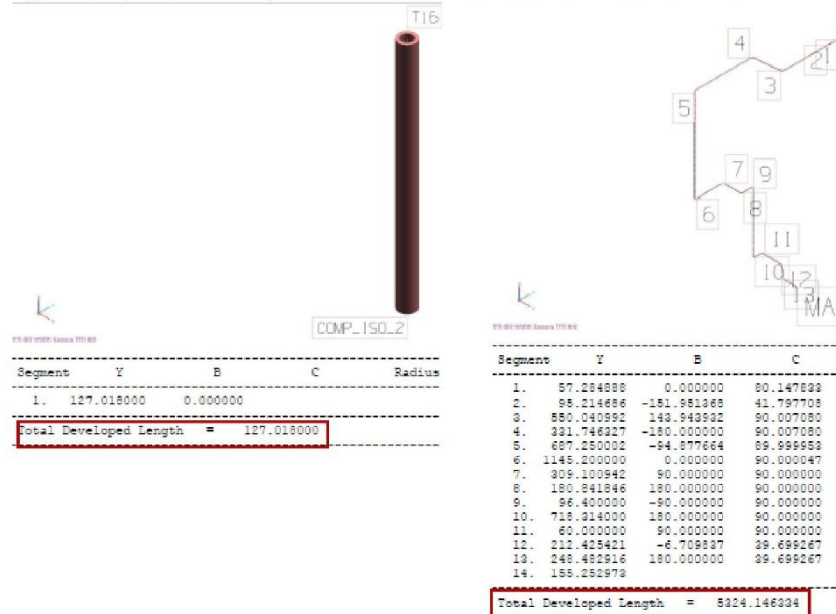 T16
COMP_ISO_2
Segment Y B C Radius
1. 127.018000 0.000000
Total Developed Length = 127.018000
4
2
1
3
5
7
9
8
6
11
10
12
13
MA
Segment Y B C
1. 57.284888 0.000000 80.147833
2. 95.214686 -151.951368 41.797708
3. 550.040992 143.943932 90.007080
4. 331.746327 -180.000000 90.007080
5. 687.250002 -94.877664 89.999953
6. 1145.200000 0.000000 90.000047
7. 309.100942 90.000000 90.000000
8. 180.841846 180.000000 90.000000
9. 96.400000 -90.000000 90.000000
10. 718.314000 180.000000 90.000000
11. 60.000000 90.000000 90.000000
12. 212.425421 -6.709837 39.699267
13. 248.482916 180.000000 39.699267
14. 155.252973
Total Developed Length = 5324.146334